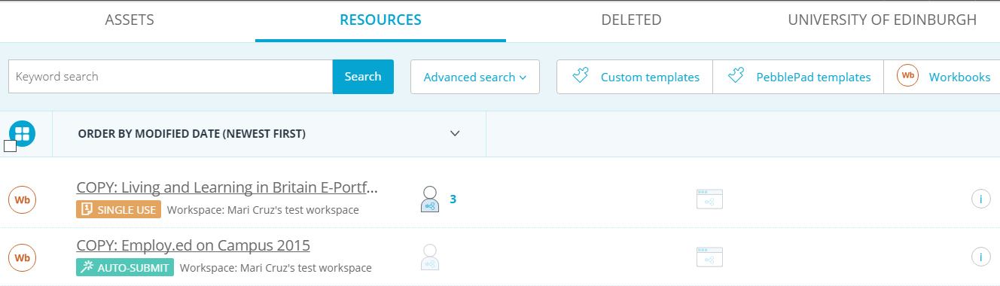 ASSETS RESOURCES DELETED UNIVERSITY OF EDINBURGH
Keyword search Search Advanced search Custom templates PebblePad templates Wb Workbooks
ORDER BY MODIFIED DATE (NEWEST FIRST)
COPY: Living and Learning in Britain E-Portf...
Wb 3 i
1 SINGLE USE Workspace: Mari Cruz's test workspace
COPY: Employ.ed on Campus 2015
Wb i
AUTO-SUBMIT Workspace: Mari Cruz's test workspace